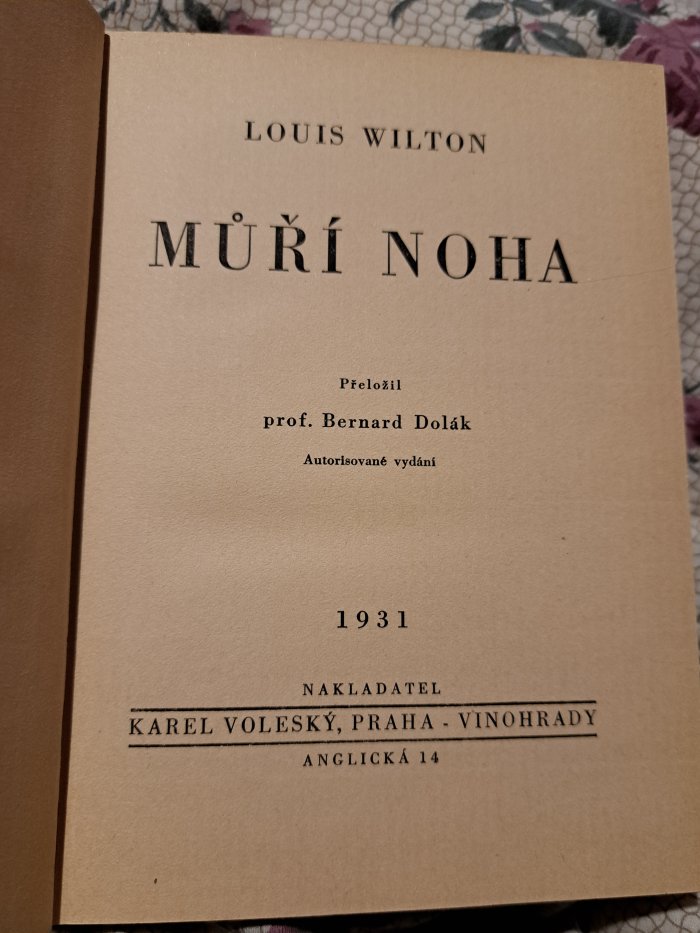 LOUIS WILTON
MŮŘÍ NOHA
Přeložil
prof. Bernard Dolák
Autorisované vydání
1931
NAKLADATEL
KAREL VOLESKÝ, PRAHA - VINOHRADY
ANGLICKÁ 14